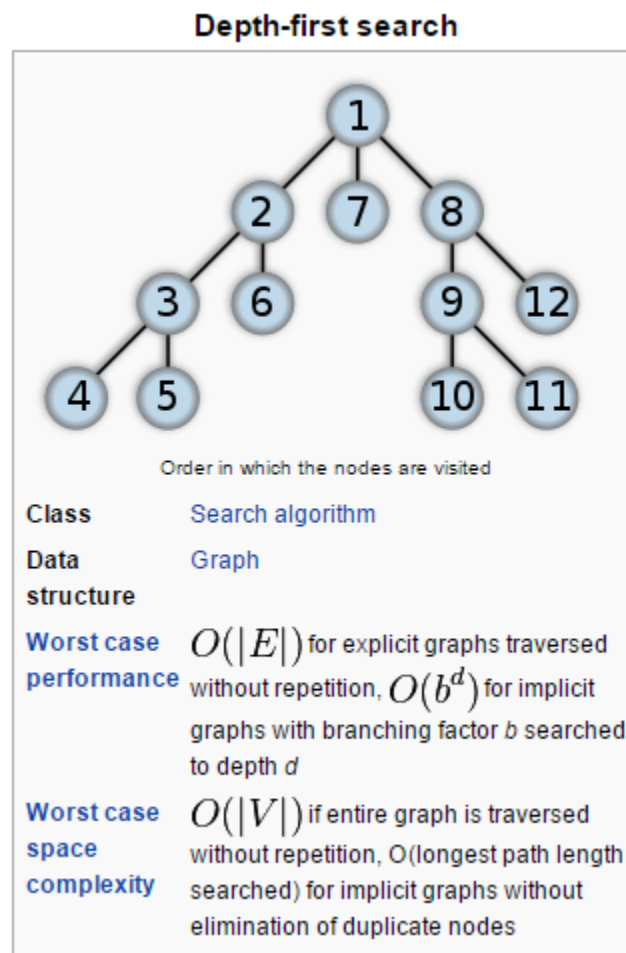 Depth-first search
1
2 7 8
3 6 9 12
4 5 10 11
Order in which the nodes are visited
Class Search algorithm
Data Graph
structure
Worst case O(|E|) for explicit graphs traversed
performance without repetition, O(b^d) for implicit
graphs with branching factor b searched
to depth d
Worst case O(|V|) if entire graph is traversed
space without repetition, O(longest path length
complexity searched) for implicit graphs without
elimination of duplicate nodes